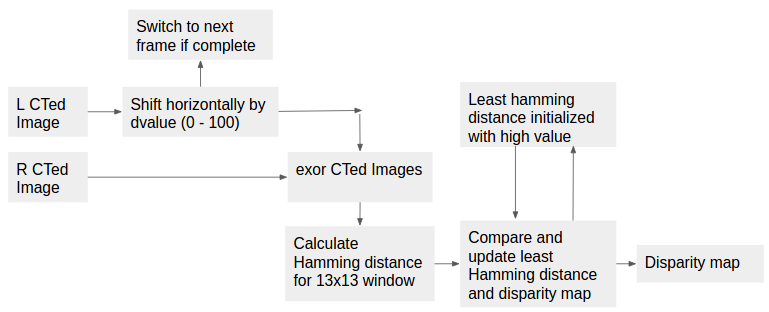 Switch to next
frame if complete
L CTed
Image
Shift horizontally by
dvalue (0 - 100)
Least hamming
distance initialized
with high value
R CTed
Image
exor CTed Images
Calculate
Hamming distance
for 13x13 window
Compare and
update least
Hamming distance
and disparity map
Disparity map